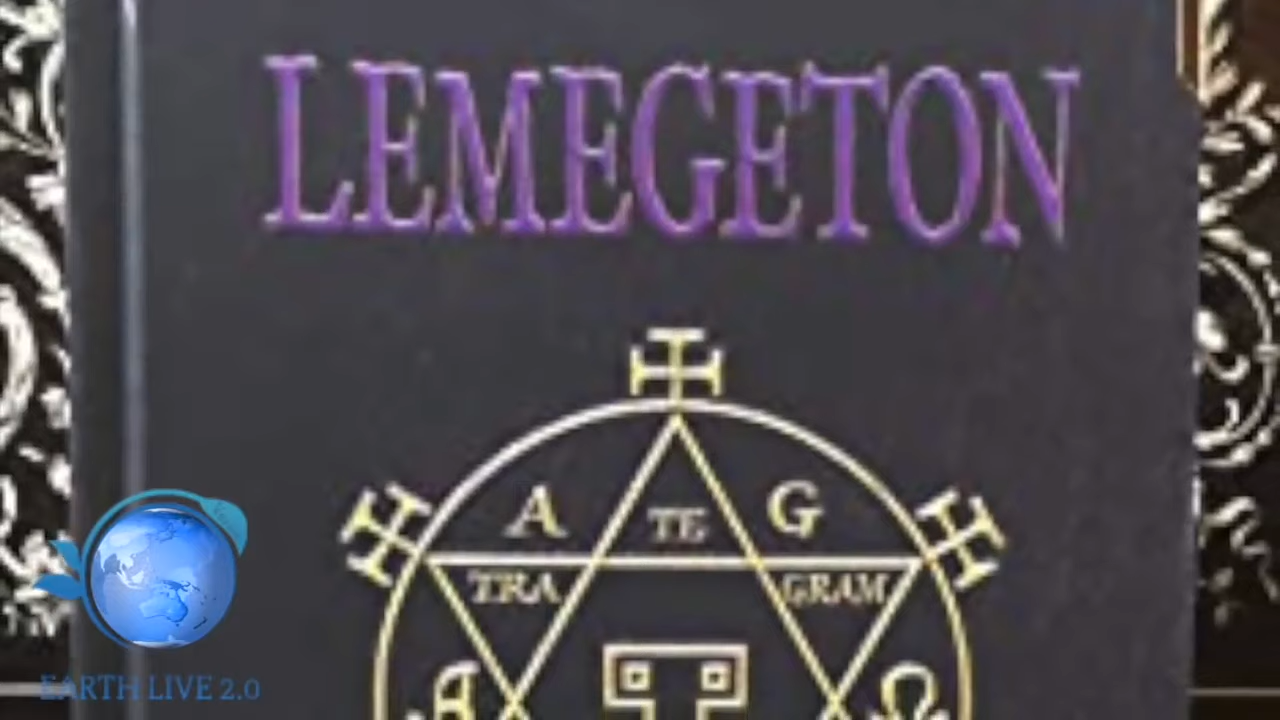 LEMEGETON
A TE G
TRA GRAM
Ω
EARTH LIVE 2.0